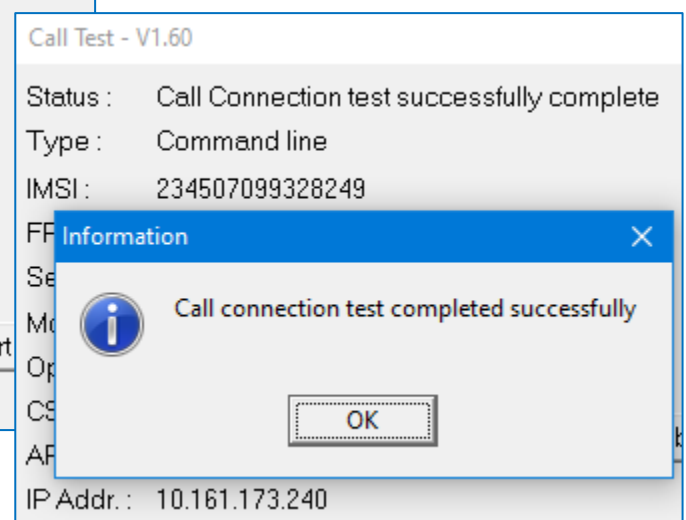 Call Test - V1.60
Status : Call Connection test successfully complete
Type : Command line
IMSI : 234507099328249
Information
Call connection test completed successfully
OK
IP Addr. : 10.161.173.240